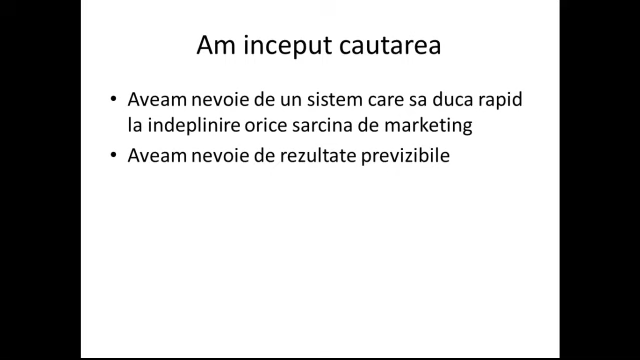 Am inceput cautarea
• Aveam nevoie de un sistem care sa duca rapid
la indeplinire orice sarcina de marketing
• Aveam nevoie de rezultate previzibile